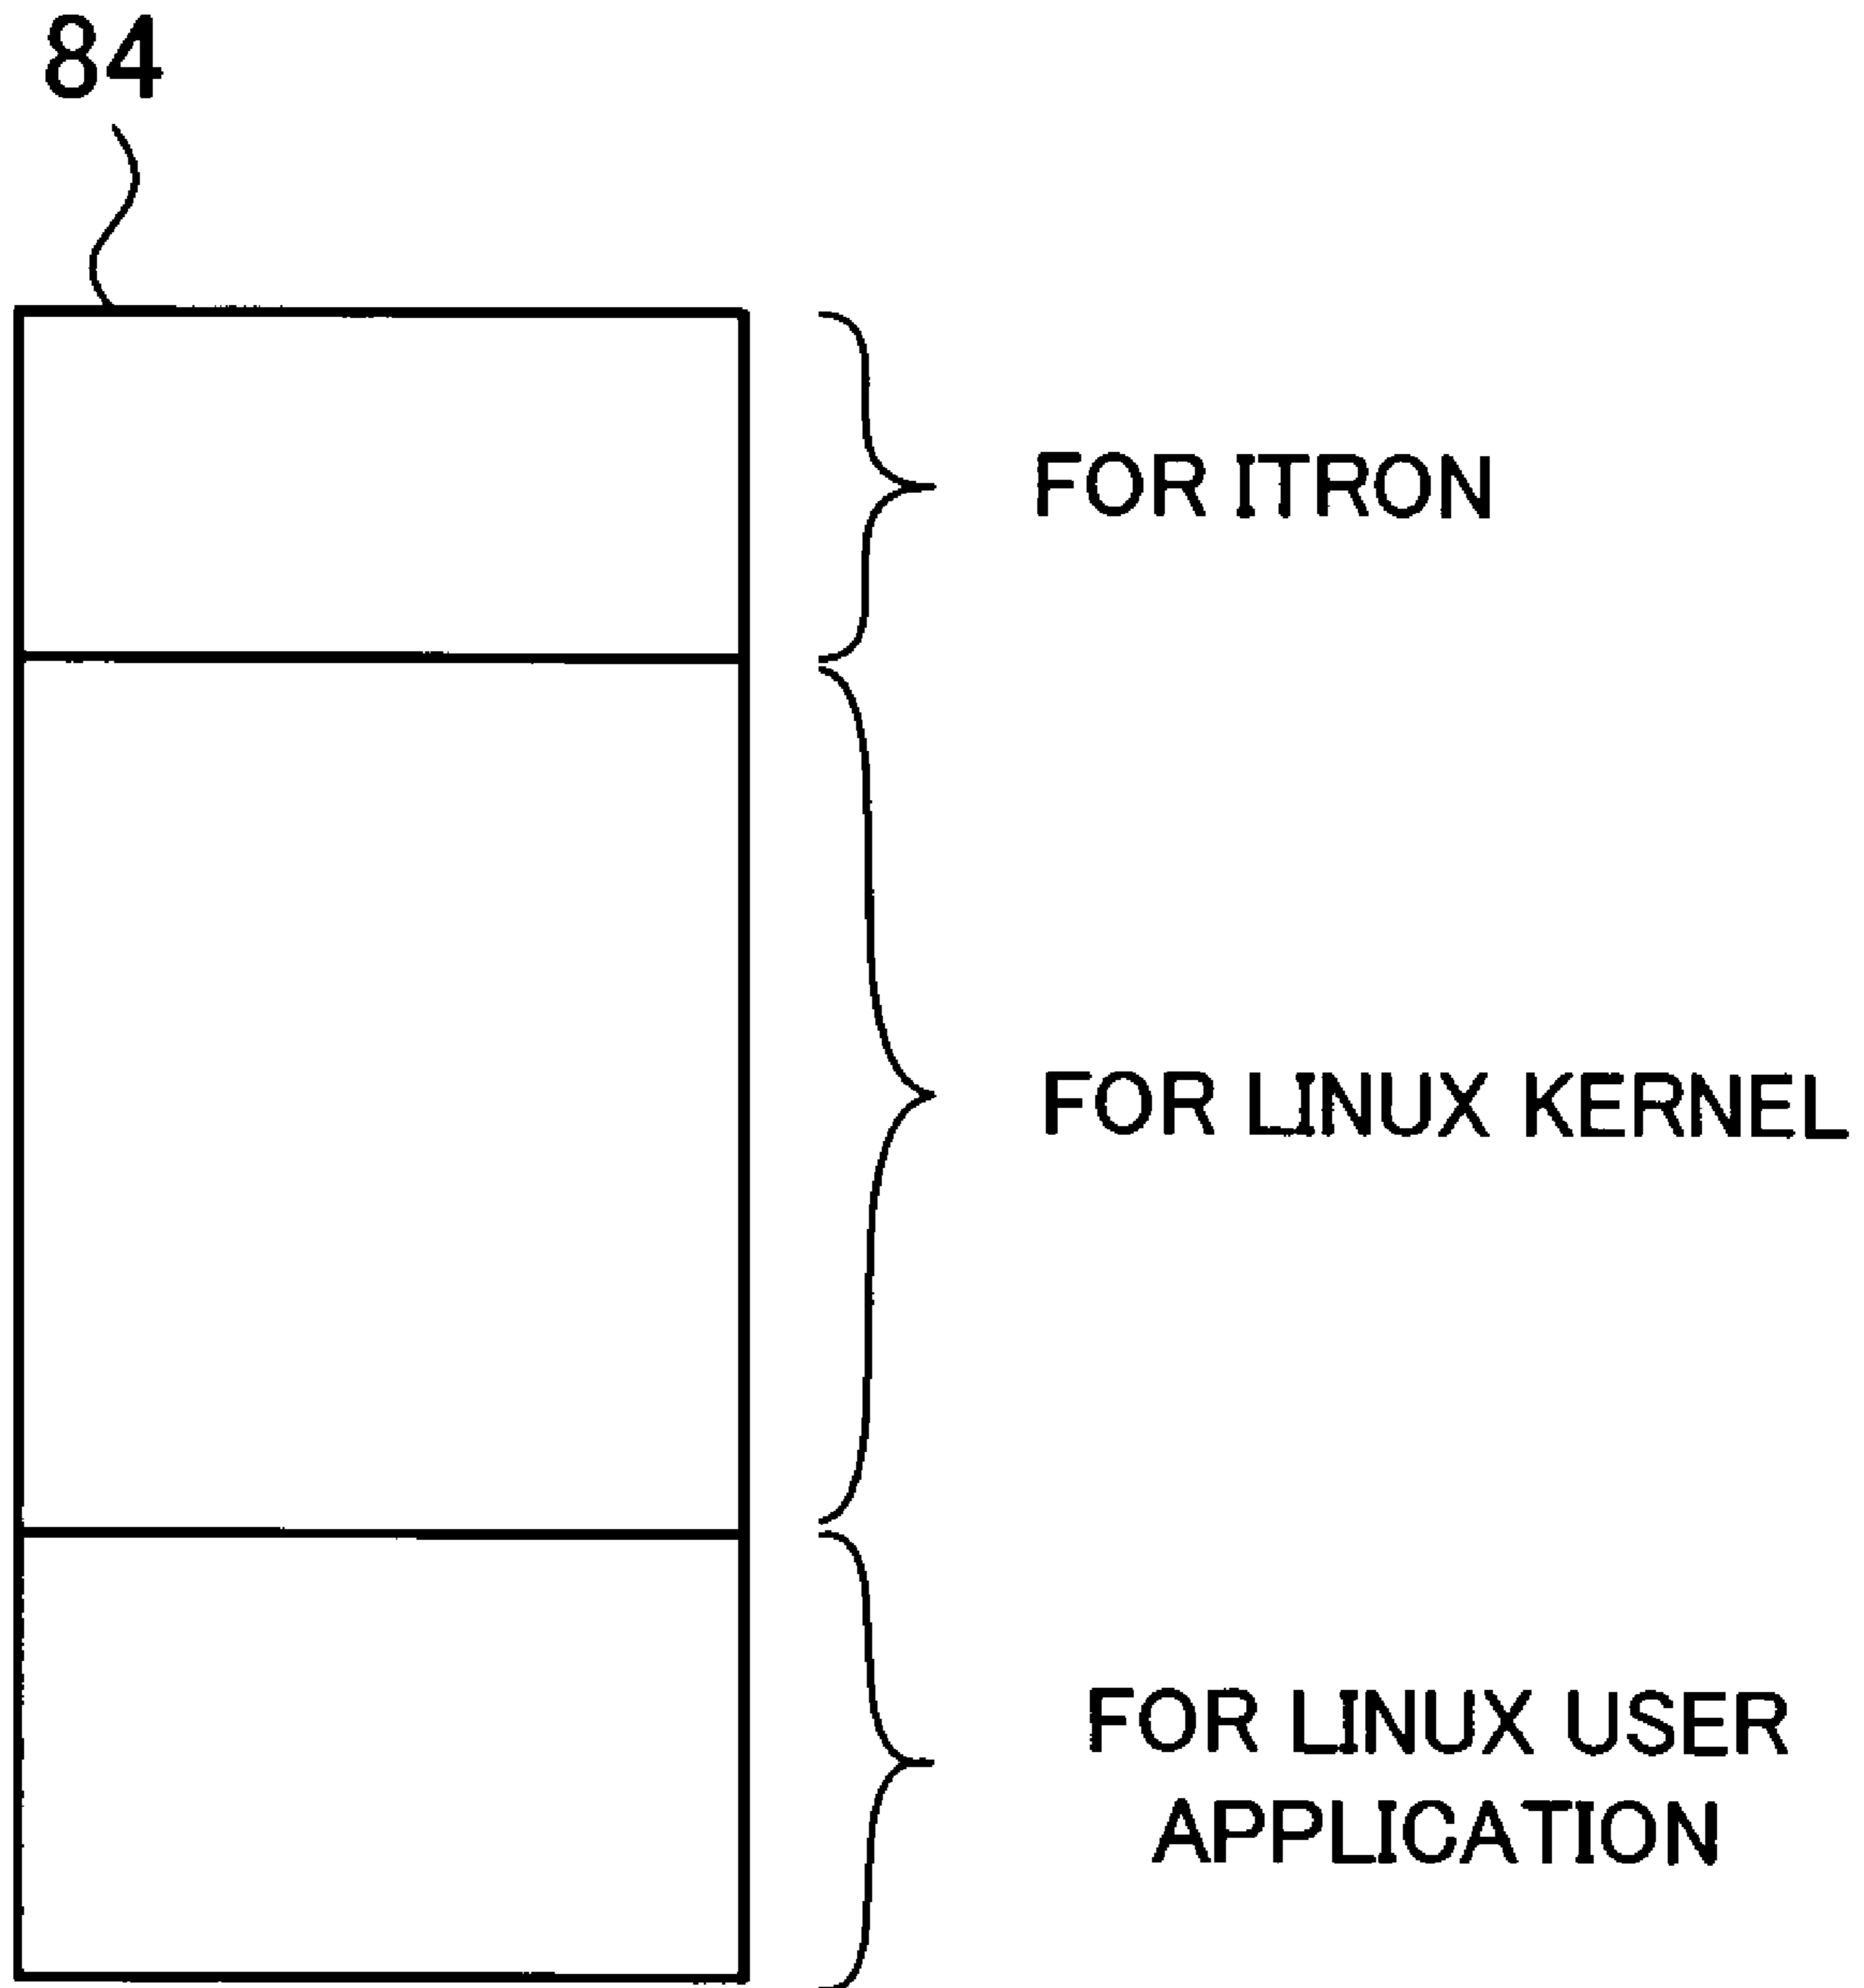 84
FOR ITRON
FOR LINUX KERNEL
FOR LINUX USER
APPLICATION